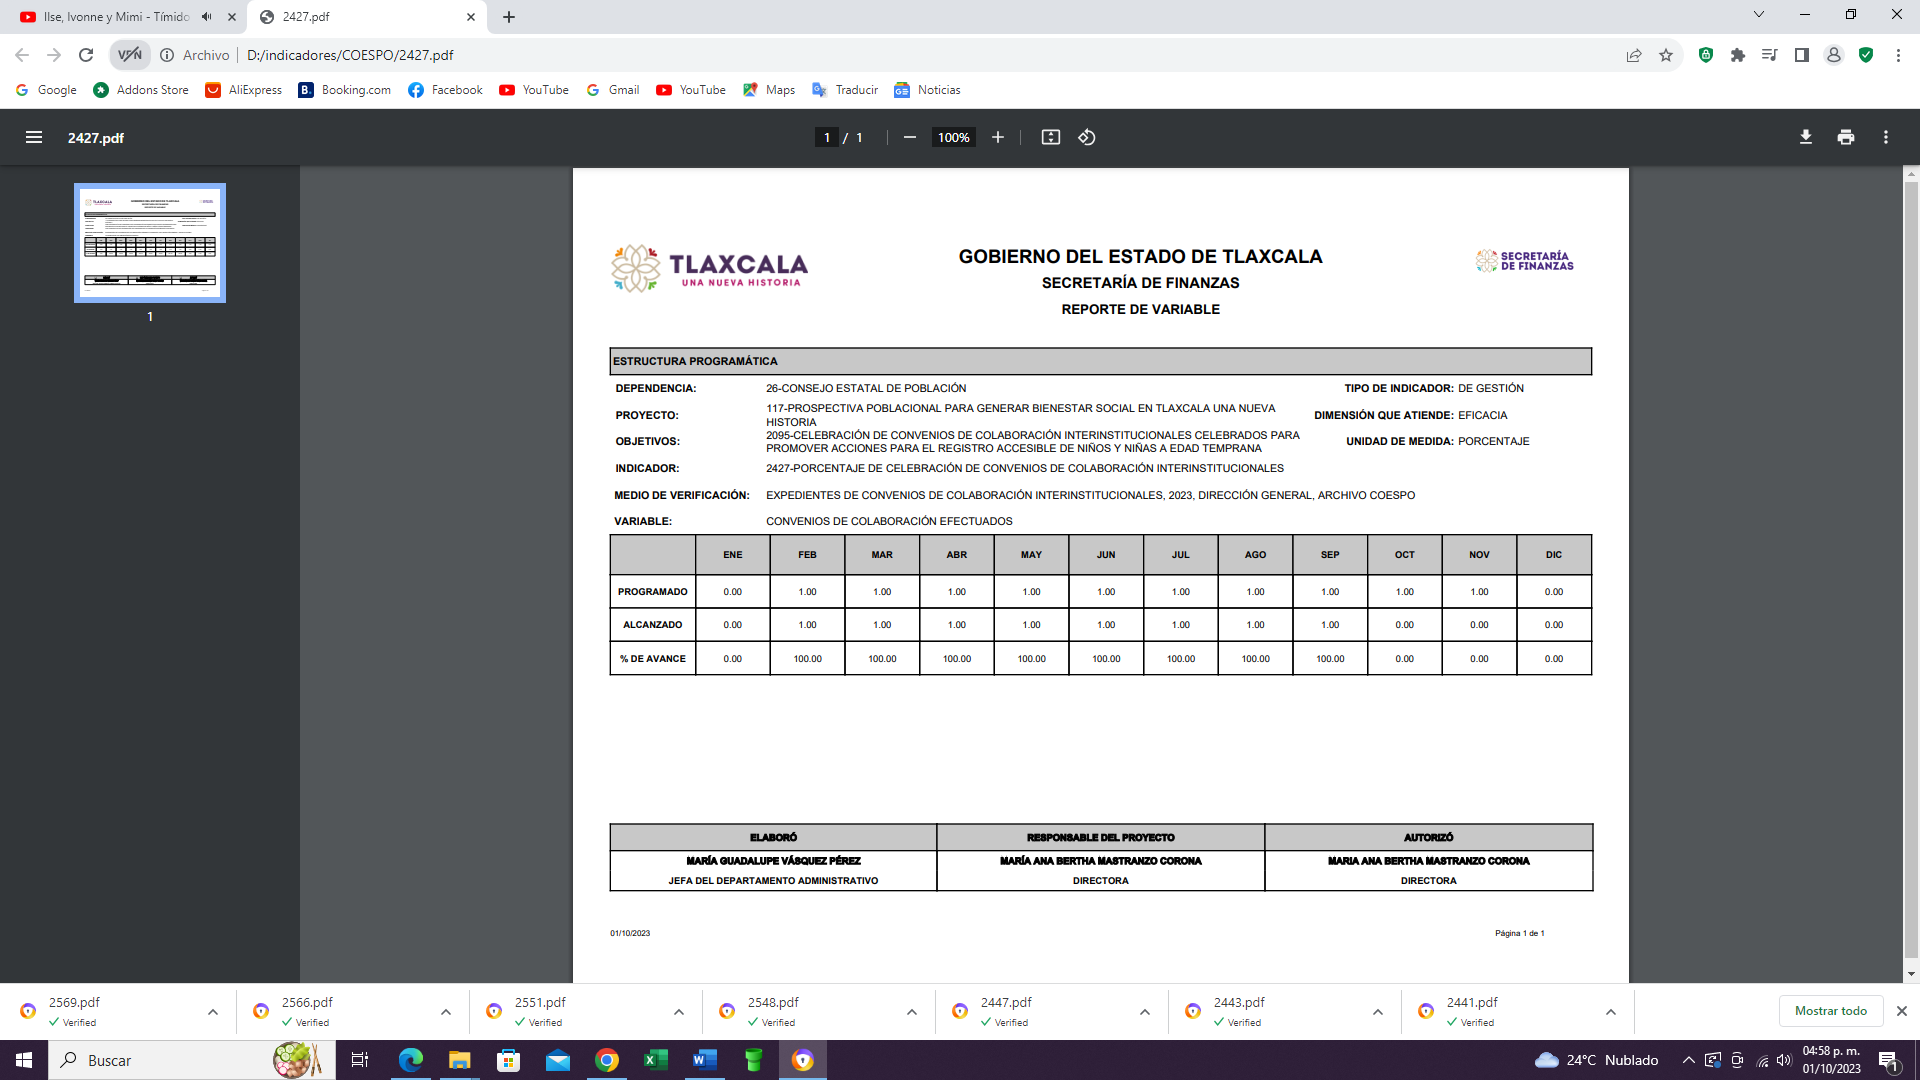 Ilse, Ivonne y Mimi - Tímido
2427.pdf
VPN
Archivo
D:/indicadores/COESPO/2427.pdf
Google
Addons Store
AliExpress
Booking.com
Facebook
YouTube
Gmail
YouTube
Maps
Traducir
Noticias
2427.pdf
1 / 1
100%
1
TLAXCALA
UNA NUEVA HISTORIA
GOBIERNO DEL ESTADO DE TLAXCALA
SECRETARÍA DE FINANZAS
REPORTE DE VARIABLE
SECRETARÍA
DE FINANZAS
ESTRUCTURA PROGRAMÁTICA
DEPENDENCIA: 26-CONSEJO ESTATAL DE POBLACIÓN TIPO DE INDICADOR: DE GESTIÓN
PROYECTO: 117-PROSPECTIVA POBLACIONAL PARA GENERAR BIENESTAR SOCIAL EN TLAXCALA UNA NUEVA
HISTORIA
DIMENSIÓN QUE ATIENDE: EFICACIA
OBJETIVOS: 2095-CELEBRACIÓN DE CONVENIOS DE COLABORACIÓN INTERINSTITUCIONALES CELEBRADOS PARA
PROMOVER ACCIONES PARA EL REGISTRO ACCESIBLE DE NIÑOS Y NIÑAS A EDAD TEMPRANA
UNIDAD DE MEDIDA: PORCENTAJE
INDICADOR: 2427-PORCENTAJE DE CELEBRACIÓN DE CONVENIOS DE COLABORACIÓN INTERINSTITUCIONALES
MEDIO DE VERIFICACIÓN: EXPEDIENTES DE CONVENIOS DE COLABORACIÓN INTERINSTITUCIONALES, 2023, DIRECCIÓN GENERAL, ARCHIVO COESPO
VARIABLE: CONVENIOS DE COLABORACIÓN EFECTUADOS
ENE FEB MAR ABR MAY JUN JUL AGO SEP OCT NOV DIC
PROGRAMADO 0.00 1.00 1.00 1.00 1.00 1.00 1.00 1.00 1.00 1.00 1.00 0.00
ALCANZADO 0.00 1.00 1.00 1.00 1.00 1.00 1.00 1.00 1.00 0.00 0.00 0.00
% DE AVANCE 0.00 100.00 100.00 100.00 100.00 100.00 100.00 100.00 100.00 0.00 0.00 0.00
ELABORÓ RESPONSABLE DEL PROYECTO AUTORIZÓ
MARÍA GUADALUPE VÁSQUEZ PÉREZ MARÍA ANA BERTHA MASTRANZO CORONA MARIA ANA BERTHA MASTRANZO CORONA
JEFA DEL DEPARTAMENTO ADMINISTRATIVO DIRECTORA DIRECTORA
01/10/2023 Página 1 de 1
2569.pdf
Verified
2566.pdf
Verified
2551.pdf
Verified
2548.pdf
Verified
2447.pdf
Verified
2443.pdf
Verified
2441.pdf
Verified
Mostrar todo
Buscar
24°C Nublado
04:58 p. m.
01/10/2023
1